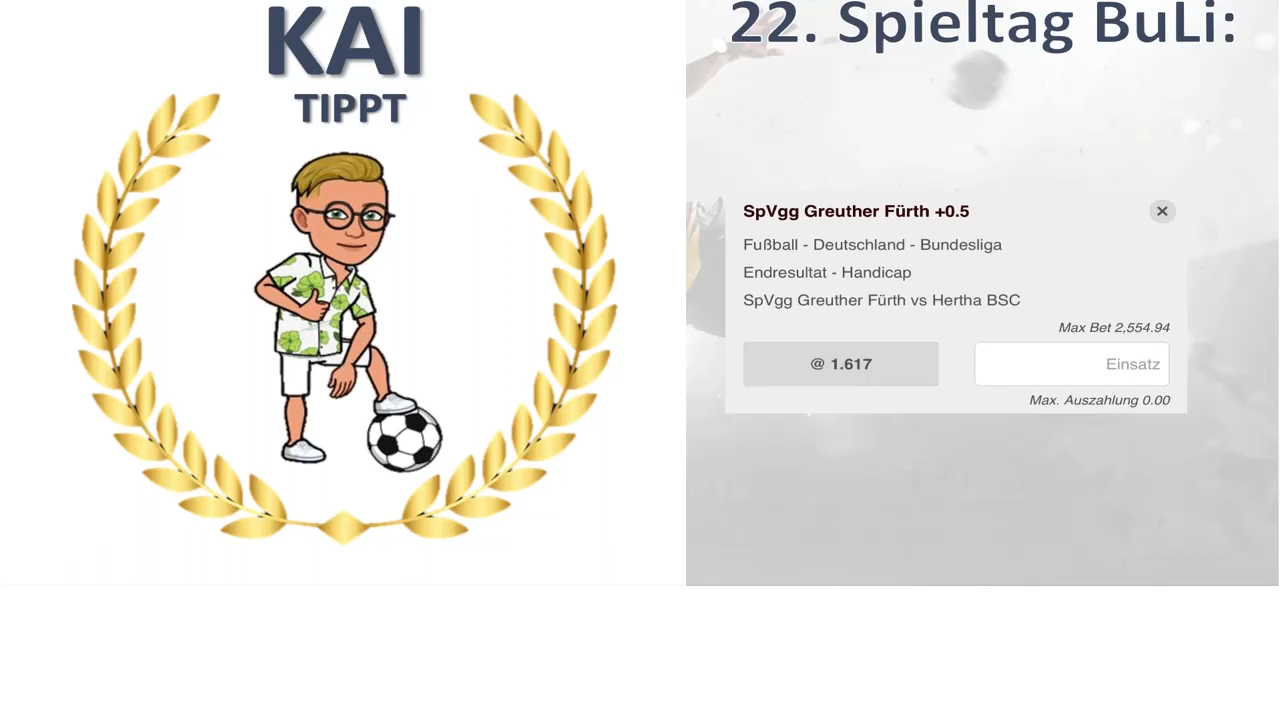 KAI
TIPPT
22. Spieltag BuLi:
SpVgg Greuther Fürth +0.5
Fußball - Deutschland - Bundesliga
Endresultat - Handicap
SpVgg Greuther Fürth vs Hertha BSC
Max Bet 2,554.94
@ 1.617
Einsatz
Max. Auszahlung 0.00